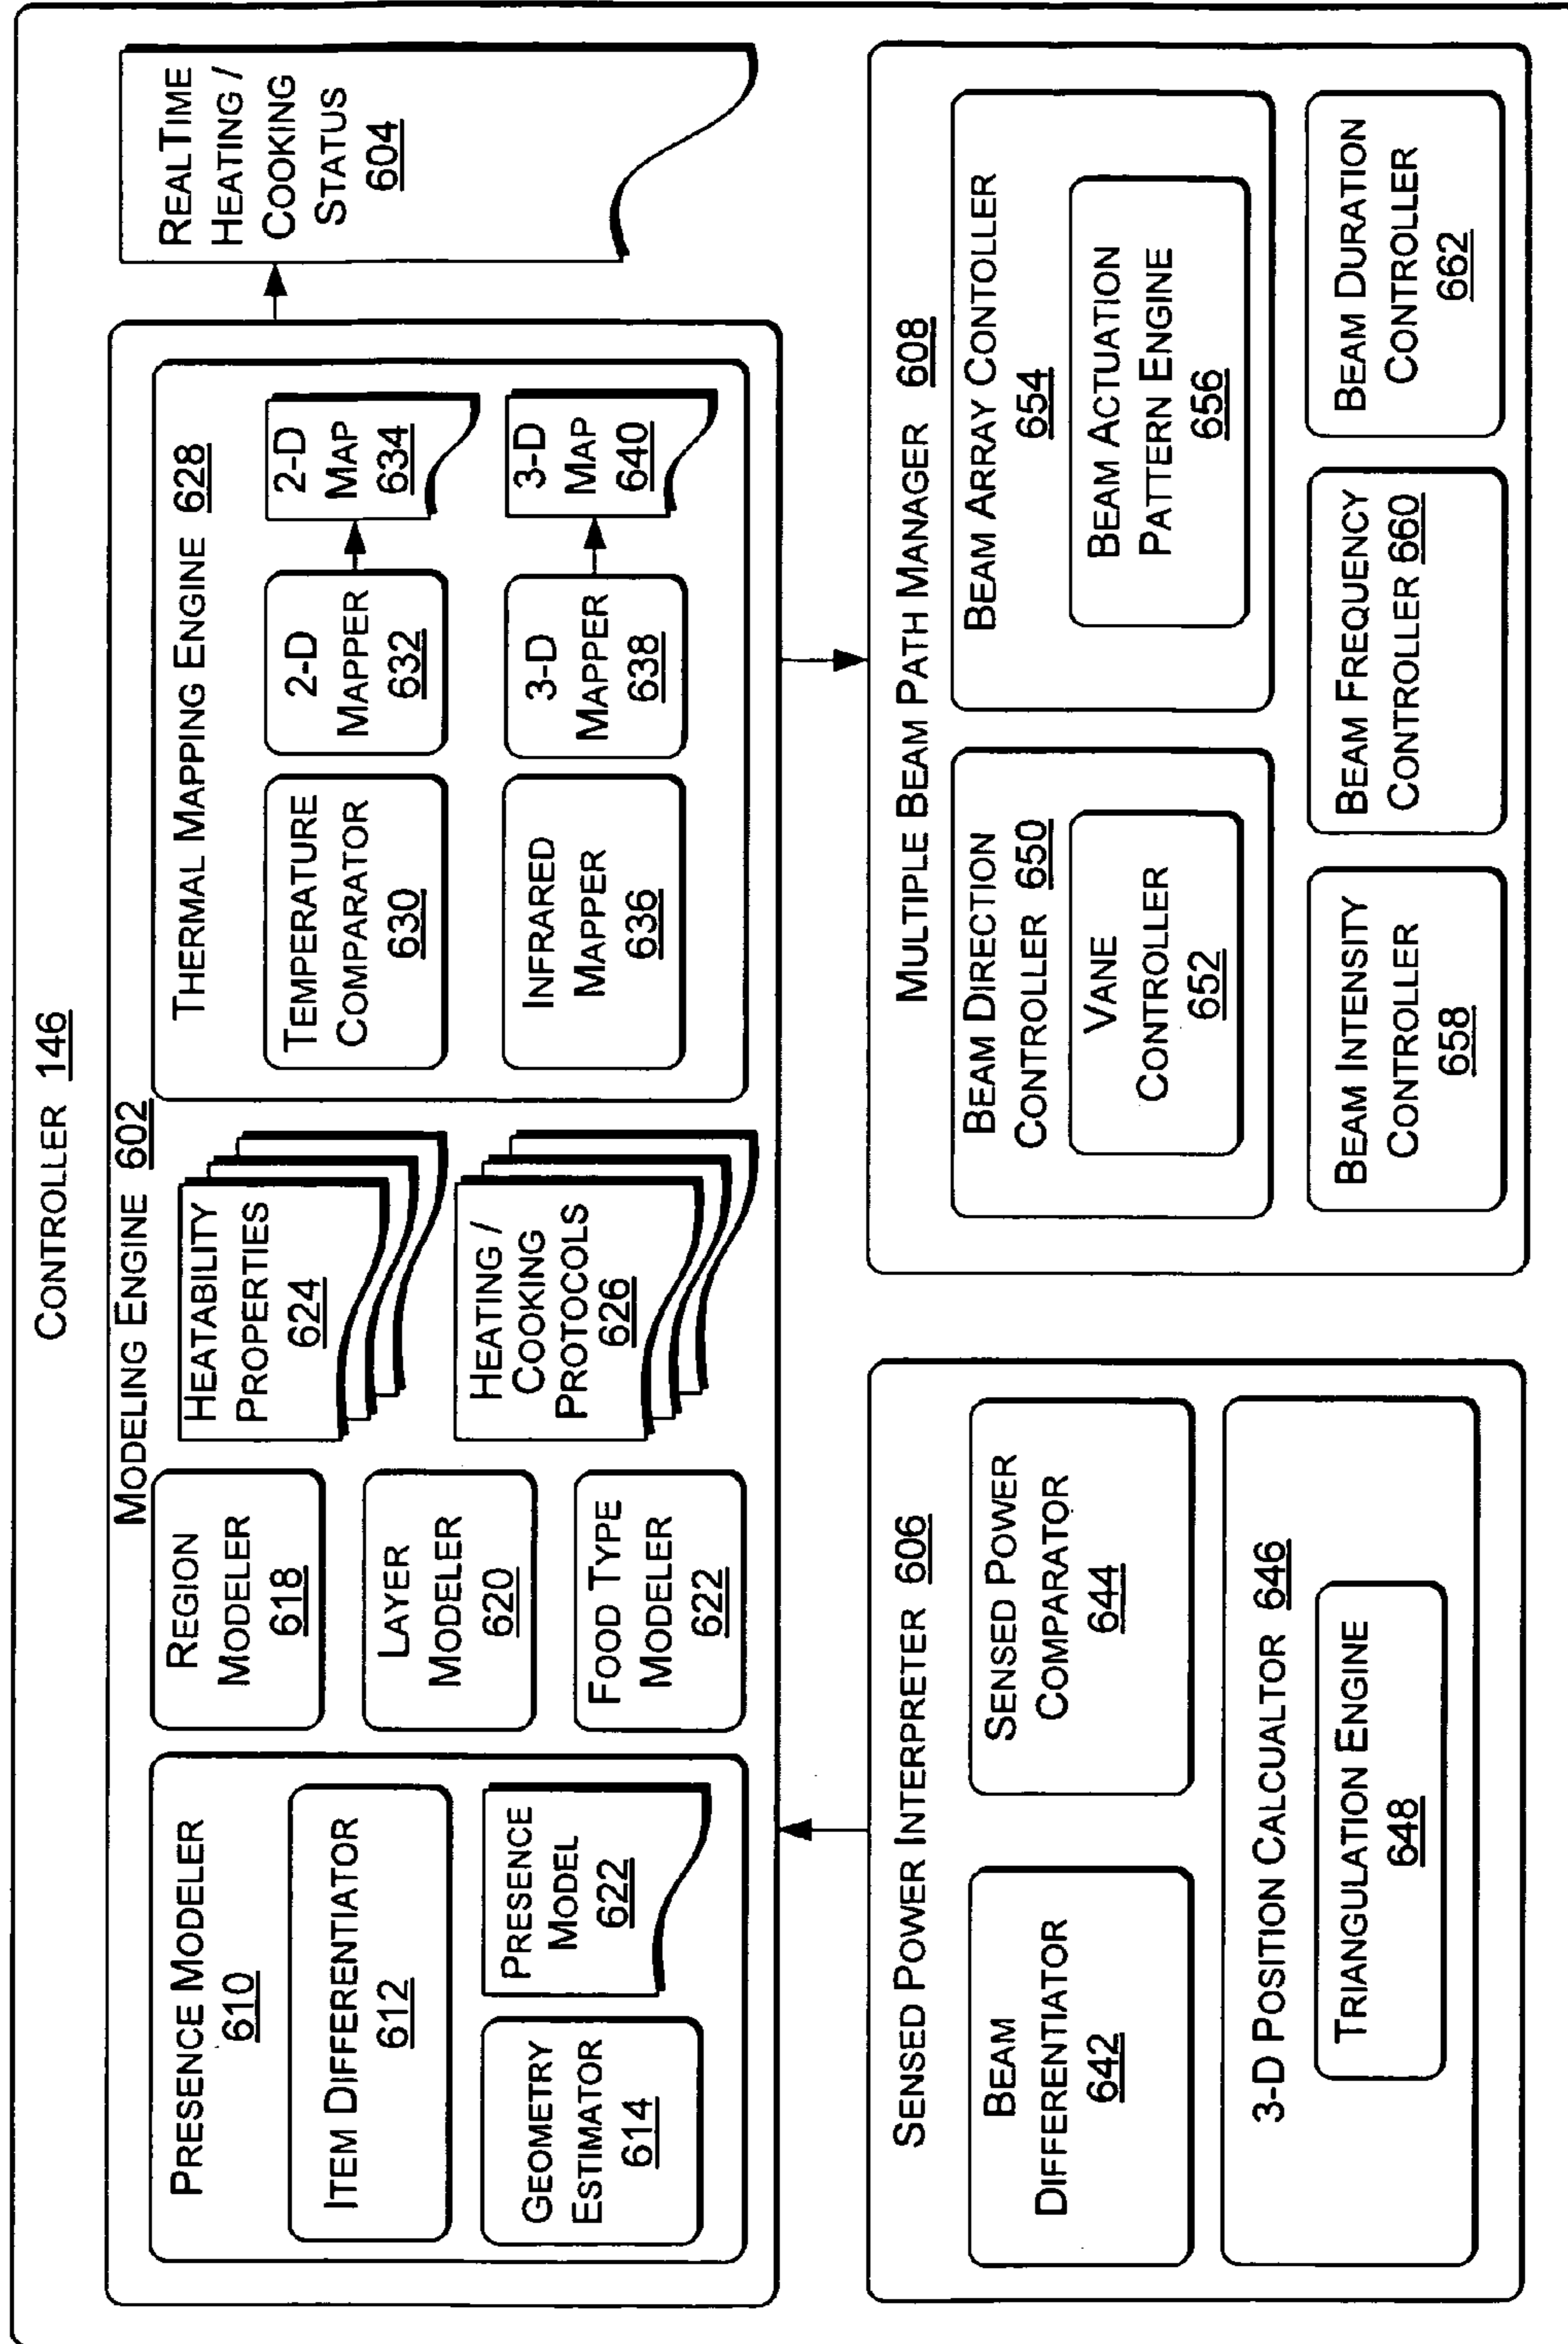 CONTROLLER 146
MODELING ENGINE 602
PRESENCE MODELER
610
ITEM DIFFERENTIATOR
612
GEOMETRY
ESTIMATOR
614
PRESENCE
MODEL
622
REGION
MODELER
618
LAYER
MODELER
620
FOOD TYPE
MODELER
622
HEATABILITY
PROPERTIES
624
HEATING /
COOKING
PROTOCOLS
626
THERMAL MAPPING ENGINE 628
TEMPERATURE
COMPARATOR
630
2-D
MAPPER
632
2-D
MAP
634
INFRARED
MAPPER
636
3-D
MAPPER
638
3-D
MAP
640
REALTIME
HEATING /
COOKING
STATUS
604
SENSED POWER INTERPRETER 606
BEAM
DIFFERENTIATOR
642
SENSED POWER
COMPARATOR
644
3-D POSITION CALCUALTOR 646
TRIANGULATION ENGINE
648
MULTIPLE BEAM PATH MANAGER 608
BEAM DIRECTION
CONTROLLER 650
VANE
CONTROLLER
652
BEAM ARRAY CONTOLLER
654
BEAM ACTUATION
PATTERN ENGINE
656
BEAM INTENSITY
CONTROLLER
658
BEAM FREQUENCY
CONTROLLER 660
BEAM DURATION
CONTROLLER
662